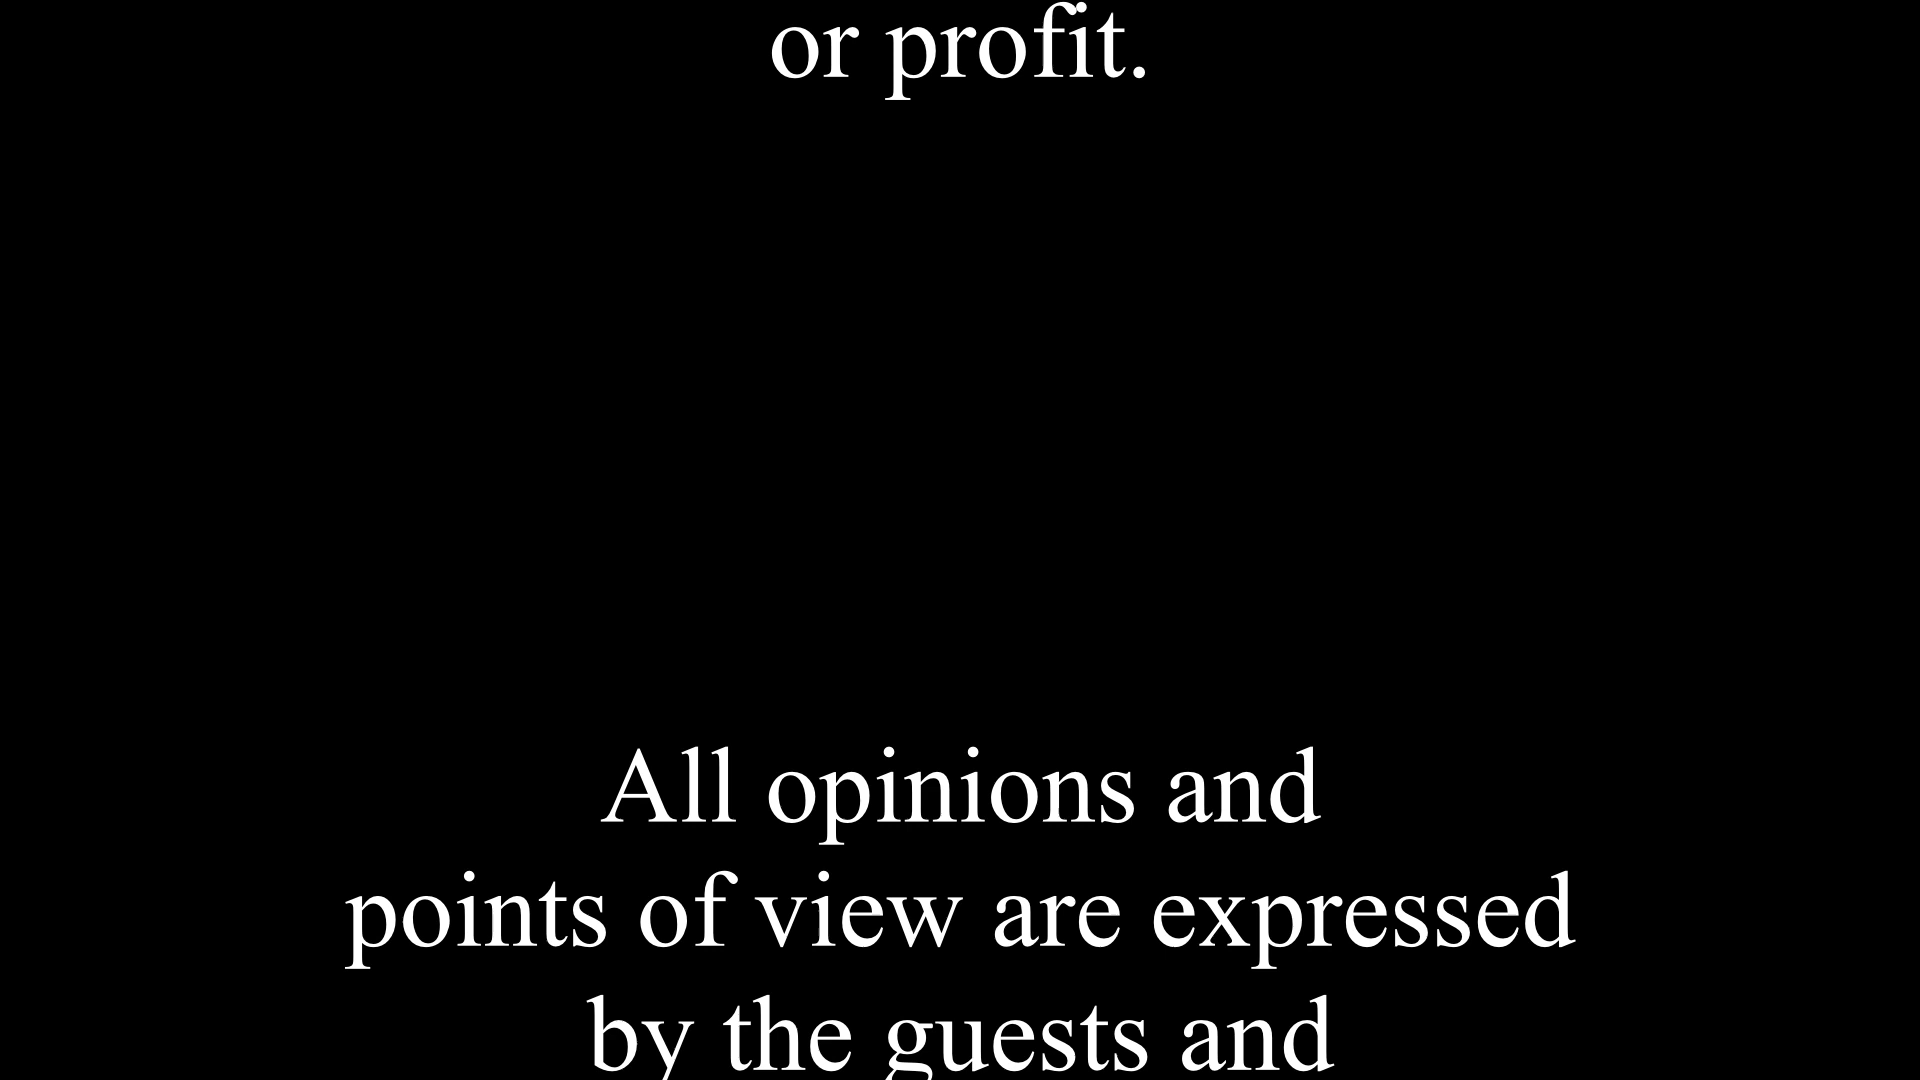 or profit.
All opinions and
points of view are expressed
by the guests and